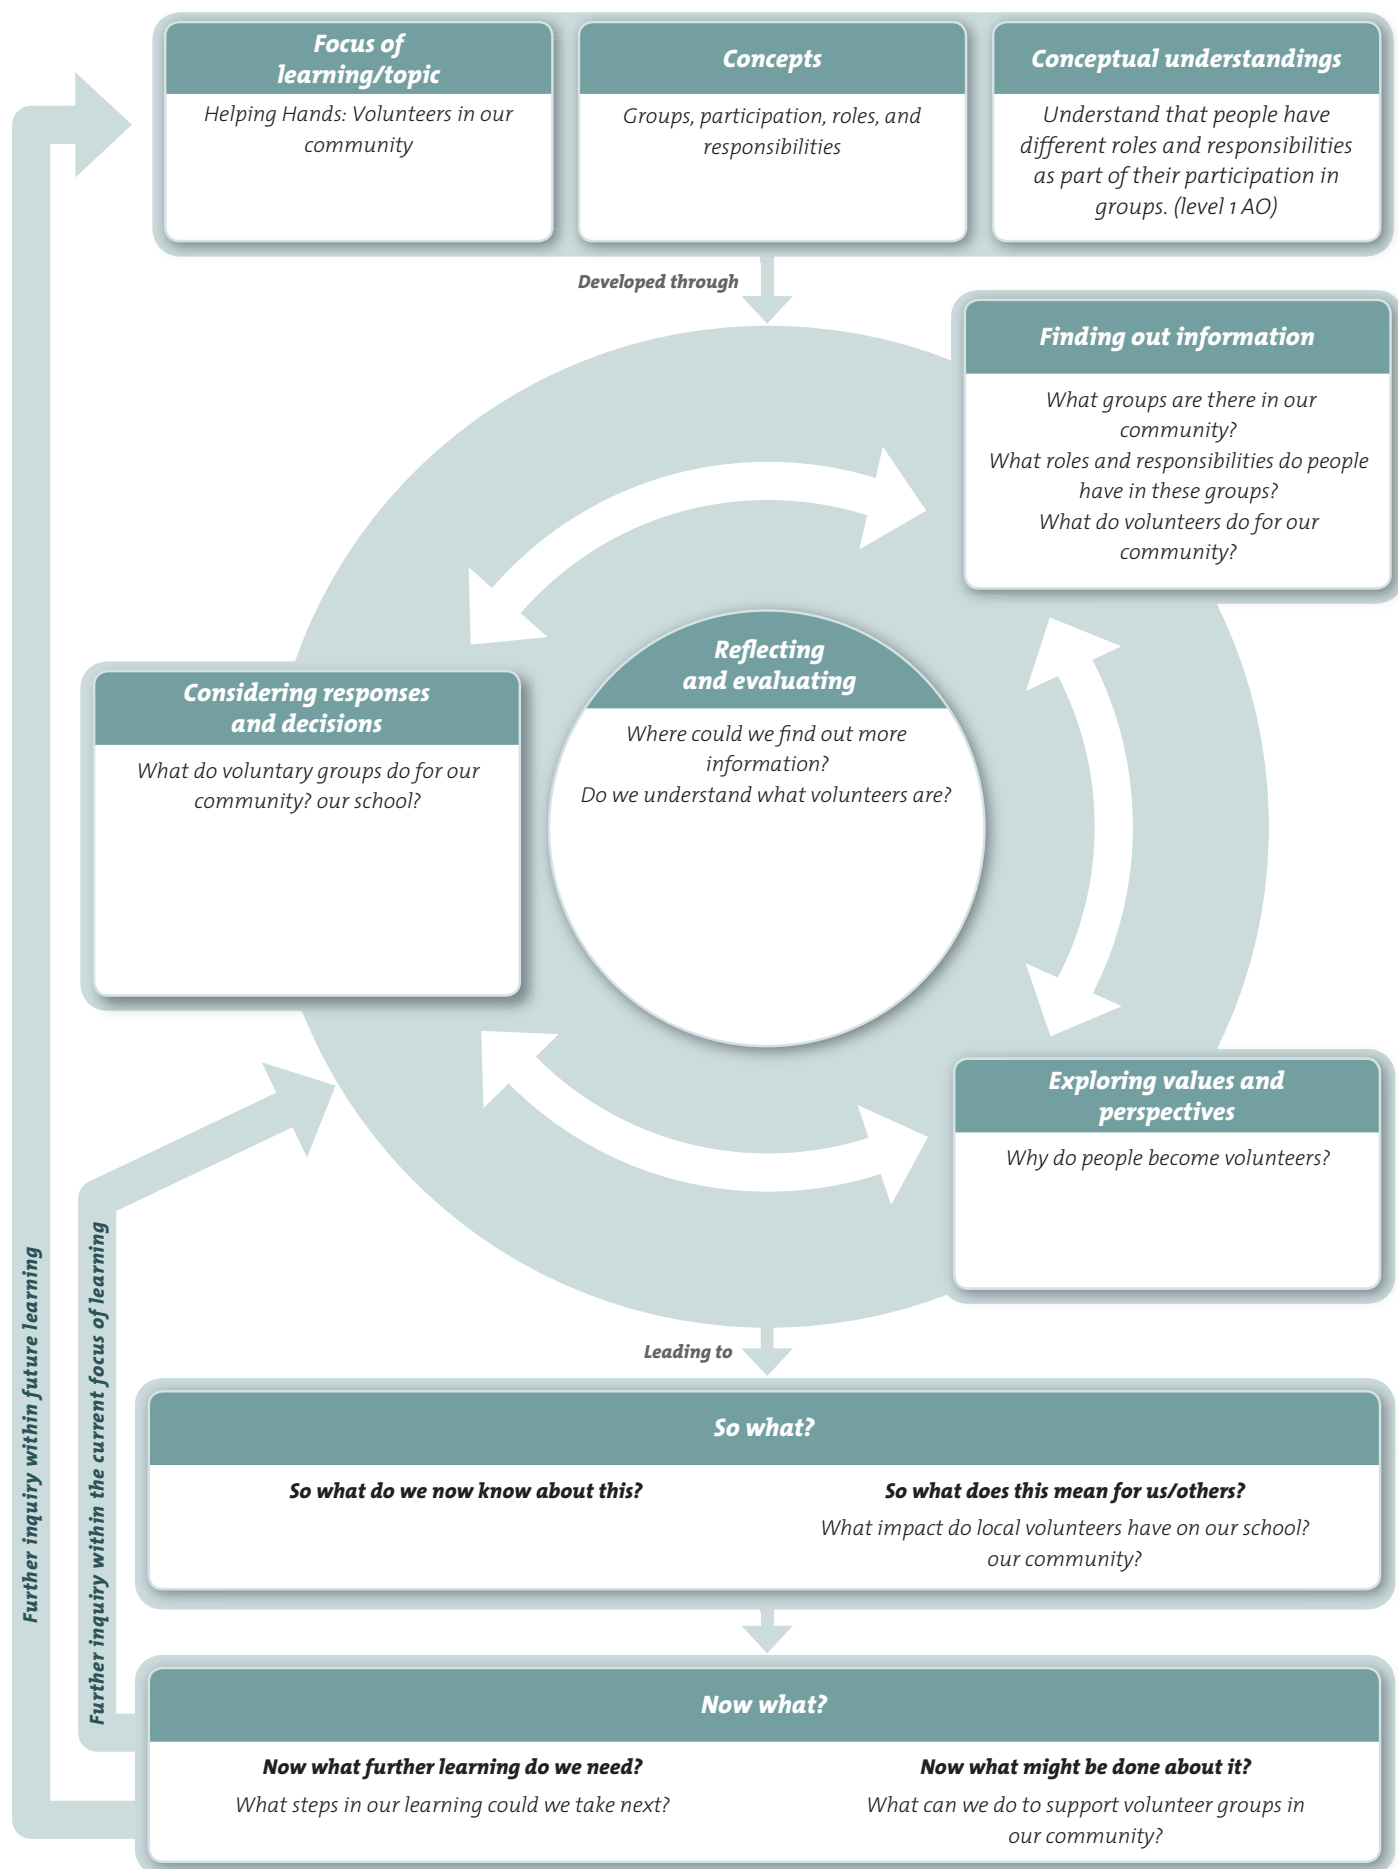 Focus of
learning/topic
Helping Hands: Volunteers in our
community
Concepts
Groups, participation, roles, and
responsibilities
Conceptual understandings
Understand that people have
different roles and responsibilities
as part of their participation in
groups. (level 1 AO)
Developed through
Finding out information
What groups are there in our
community?
What roles and responsibilities do people
have in these groups?
What do volunteers do for our
community?
Reflecting
and evaluating
Where could we find out more
information?
Do we understand what volunteers are?
Considering responses
and decisions
What do voluntary groups do for our
community? our school?
Exploring values and
perspectives
Why do people become volunteers?
Leading to
So what?
So what do we now know about this?
So what does this mean for us/others?
What impact do local volunteers have on our school?
our community?
Now what?
Now what further learning do we need?
What steps in our learning could we take next?
Now what might be done about it?
What can we do to support volunteer groups in
our community?
Further inquiry within the current focus of learning
Further inquiry within future learning